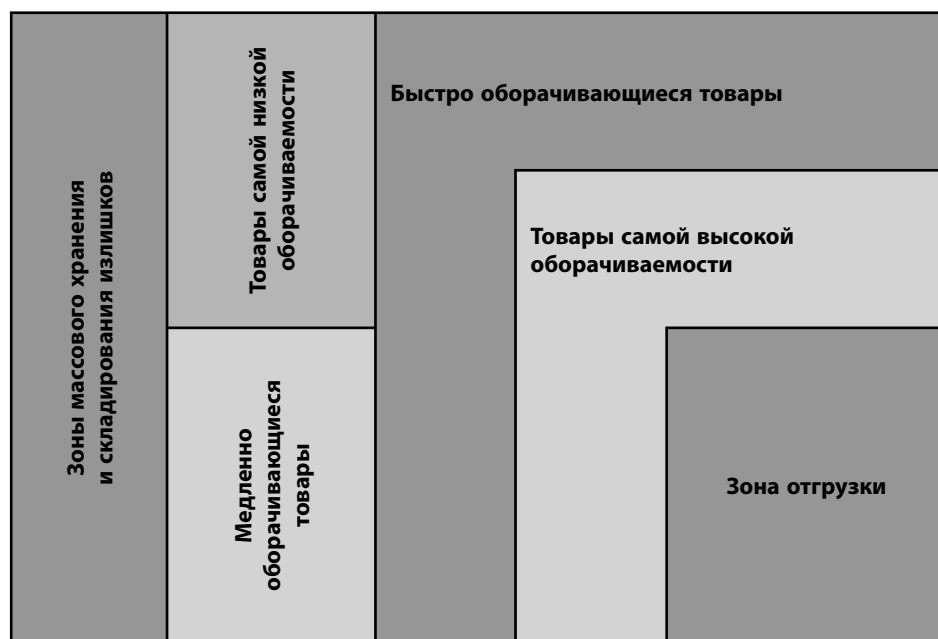 Зоны массового хранения
и складирования излишков
Товары самой низкой
оборачиваемости
Медленно
оборачивающиеся
товары
Быстро оборачивающиеся товары
Товары самой высокой
оборачиваемости
Зона отгрузки